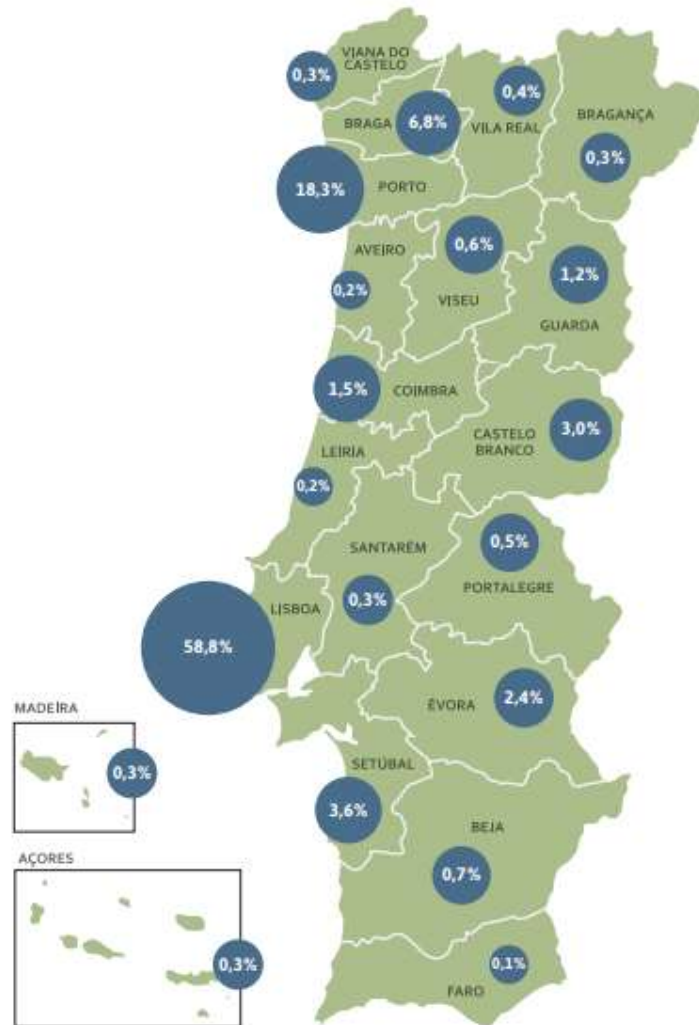 VIANA DO
CASTELO
0,3%
BRAGA
6,8%
0,4%
VILA REAL
BRAGANÇA
0,3%
18,3%
PORTO
AVEIRO
0,2%
0,6%
VISEU
1,2%
GUARDA
1,5%
COIMBRA
CASTELO
BRANCO
3,0%
LEIRIA
0,2%
SANTARÉM
0,3%
0,5%
PORTALEGRE
LISBOA
58,8%
ÉVORA
2,4%
MADEIRA
0,3%
SETÚBAL
3,6%
BEJA
0,7%
AÇORES
0,3%
0,1%
FARO